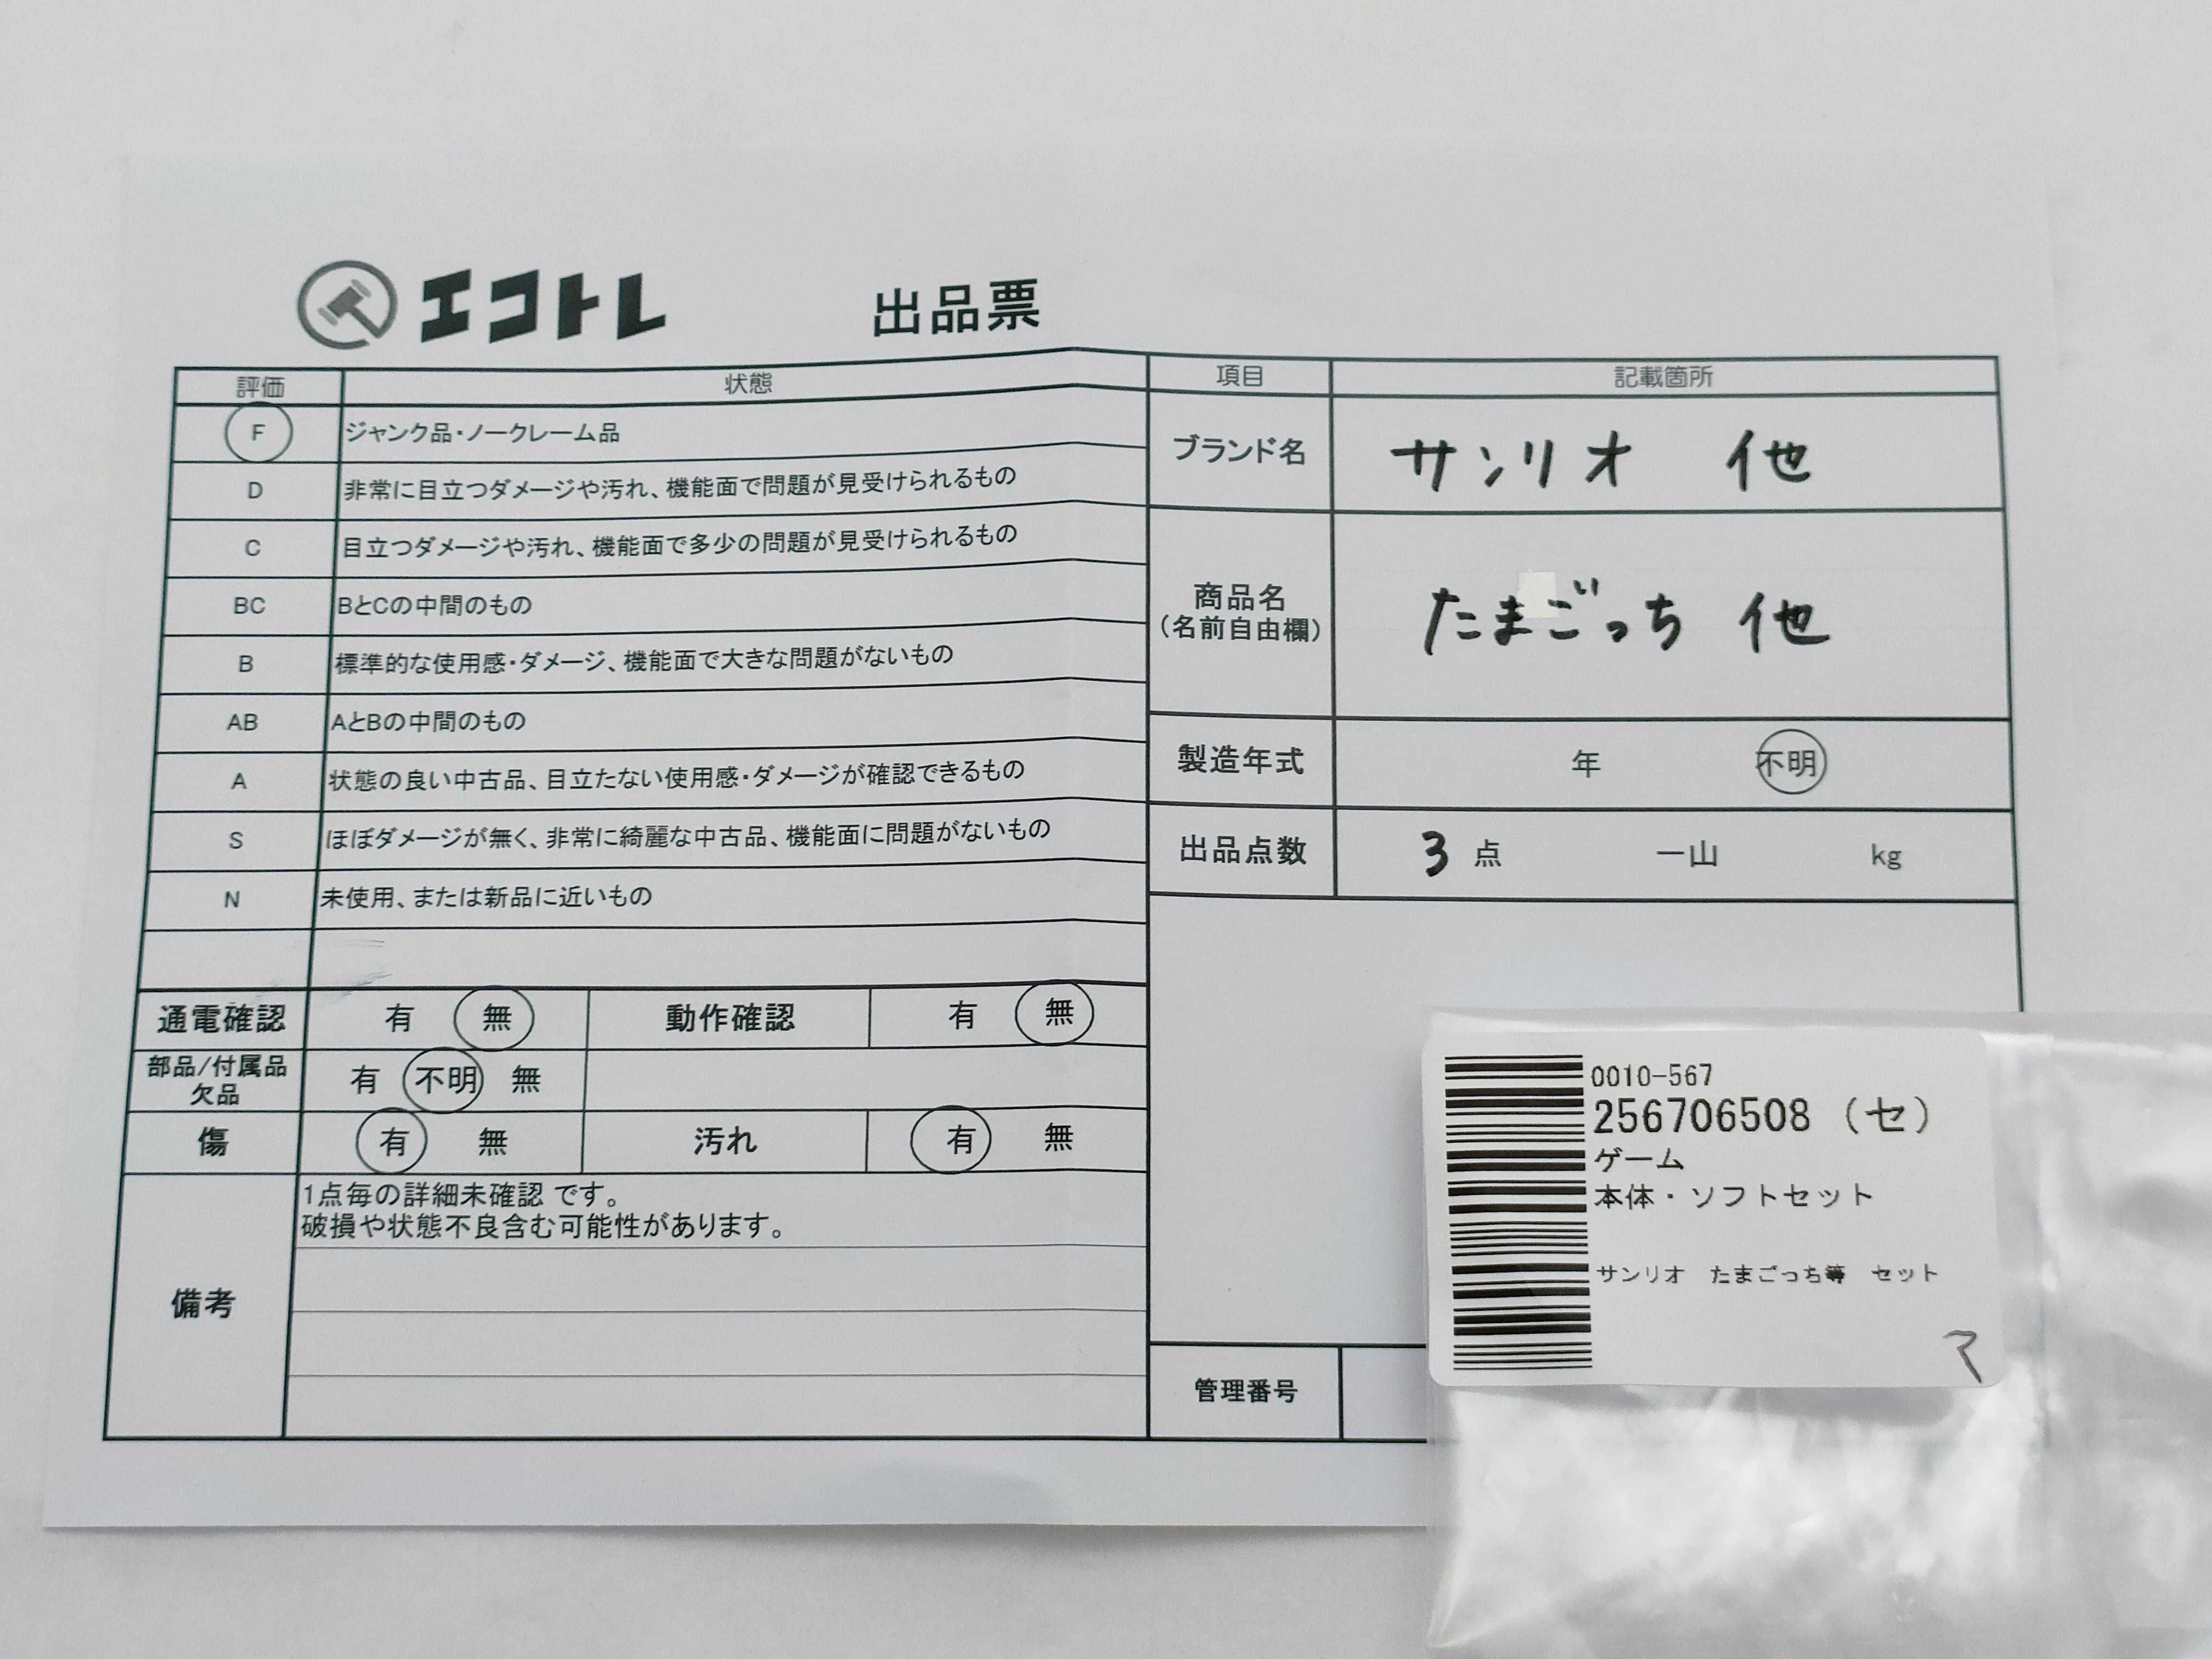 エコトレ 出品票
評価 状態
F ジャンク品・ノークレーム品
D 非常に目立つダメージや汚れ、機能面で問題が見受けられるもの
C 目立つダメージや汚れ、機能面で多少の問題が見受けられるもの
BC BとCの中間のもの
B 標準的な使用感・ダメージ、機能面で大きな問題がないもの
AB AとBの中間のもの
A 状態の良い中古品、目立たない使用感・ダメージが確認できるもの
S ほぼダメージが無く、非常に綺麗な中古品、機能面に問題がないもの
N 未使用、または新品に近いもの
通電確認 有 無 動作確認 有 無
部品/付属品
欠品 有 不明 無
傷 有 無 汚れ 有 無
備考
1点毎の詳細未確認 です。
破損や状態不良含む可能性があります。
項目 記載箇所
ブランド名 サンリオ 他
商品名
(名前自由欄) たまごっち 他
製造年式 年 不明
出品点数 3 点 一山 kg
管理番号
0010-567
256706508 (セ)
ゲーム
本体・ソフトセット
サンリオ たまごっち等 セット